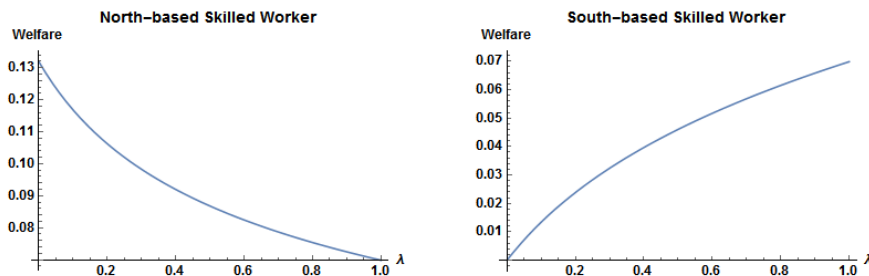 North-based Skilled Worker
Welfare
0.13
0.12
0.11
0.10
0.09
0.08
0.2 0.4 0.6 0.8 1.0 λ
South-based Skilled Worker
Welfare
0.07
0.06
0.05
0.04
0.03
0.02
0.01
0.2 0.4 0.6 0.8 1.0 λ